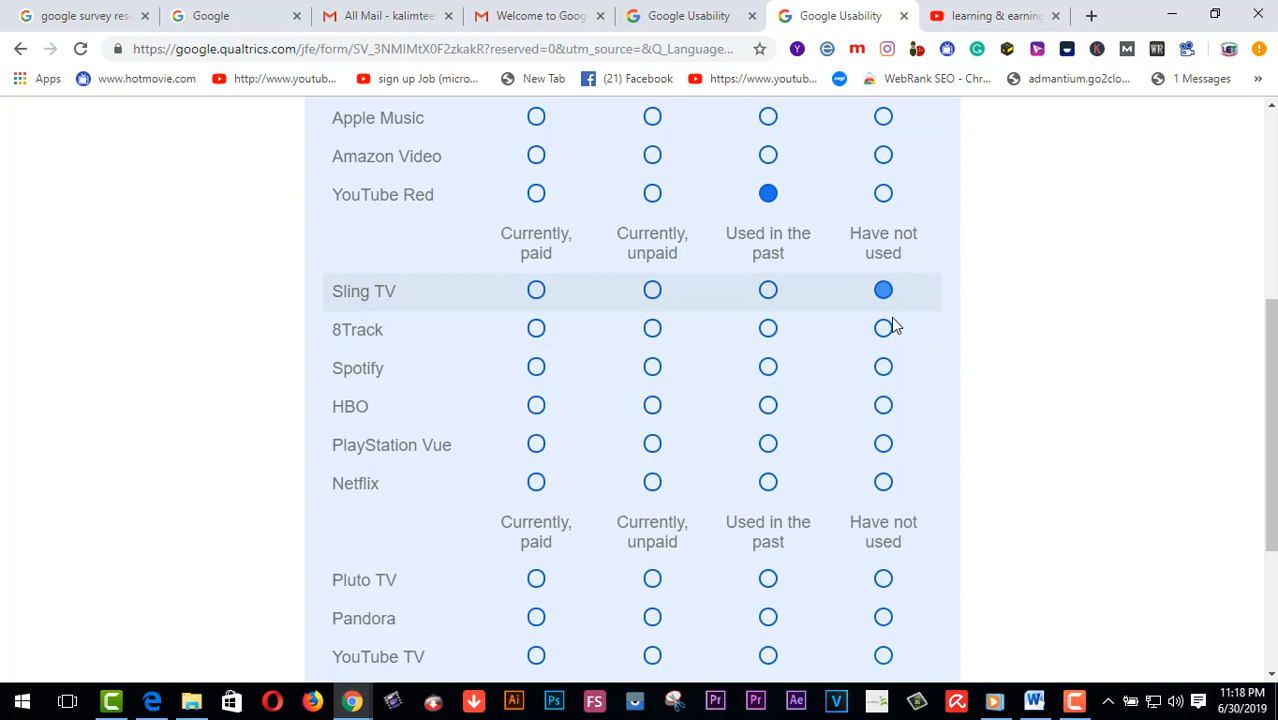 google survey rese
Google
All Mail - kalimtee
Welcome to Goog
Google Usability
Google Usability
learning & earning
https://google.qualtrics.com/jfe/form/SV_3NMIMtX0F2zkakR?reserved=0&utm_source=&Q_Language...
Apps
www.hotmovie.com
http://www.youtub...
sign up Job (micro...
New Tab
(21) Facebook
https://www.youtub...
WebRank SEO - Chr...
admantium.go2clo...
1 Messages
Apple Music
Amazon Video
YouTube Red
Currently, paid
Currently, unpaid
Used in the past
Have not used
Sling TV
8Track
Spotify
HBO
PlayStation Vue
Netflix
Currently, paid
Currently, unpaid
Used in the past
Have not used
Pluto TV
Pandora
YouTube TV
11:18 PM
6/30/2019